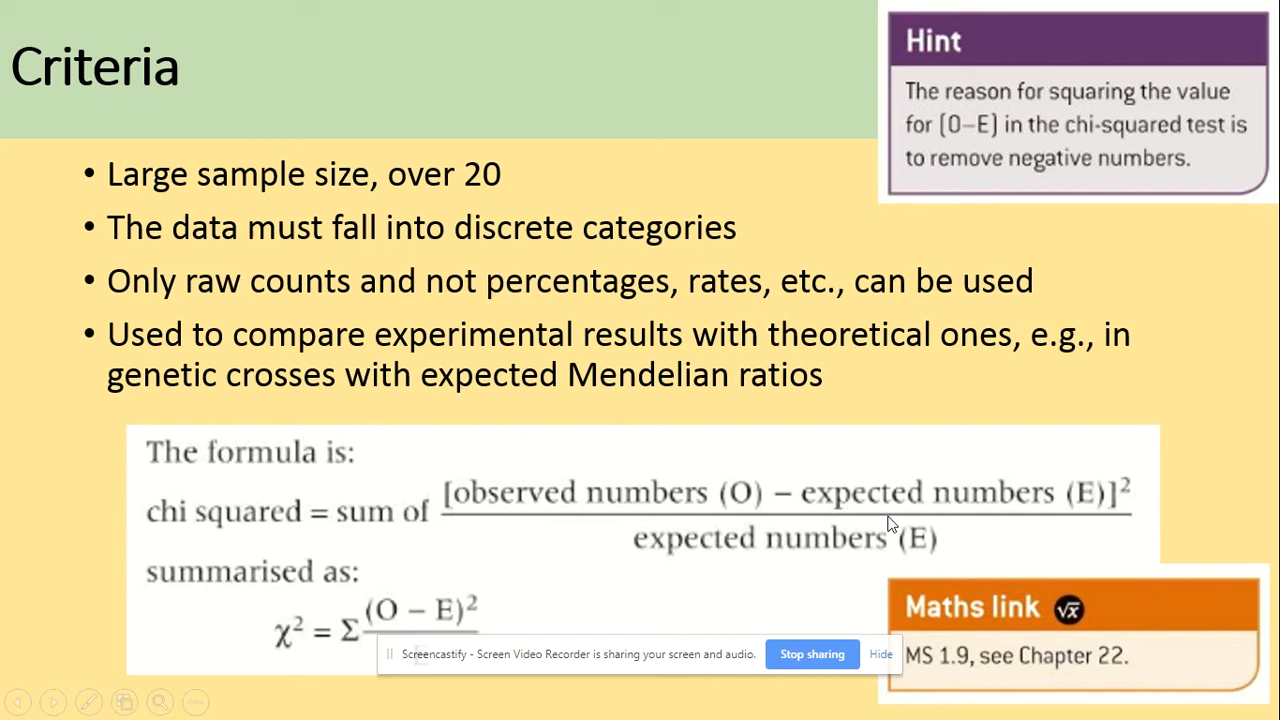 Criteria
Hint
The reason for squaring the value
for (O–E) in the chi-squared test is
to remove negative numbers.
• Large sample size, over 20
• The data must fall into discrete categories
• Only raw counts and not percentages, rates, etc., can be used
• Used to compare experimental results with theoretical ones, e.g., in
genetic crosses with expected Mendelian ratios
The formula is:
chi squared = sum of [observed numbers (O) – expected numbers (E)]²
expected numbers (E)
summarised as:
χ² = Σ (O – E)²
Screencastify - Screen Video Recorder is sharing your screen and audio.
Stop sharing
Hide
Maths link √x
MS 1.9, see Chapter 22.